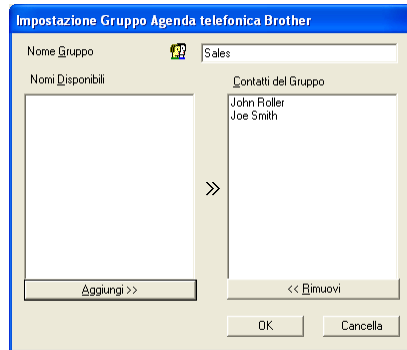 Impostazione Gruppo Agenda telefonica Brother
Nome Gruppo
Sales
Nomi Disponibili
Contatti del Gruppo
John Roller
Joe Smith
>>
Aggiungi >>
<< Rimuovi
OK
Cancella